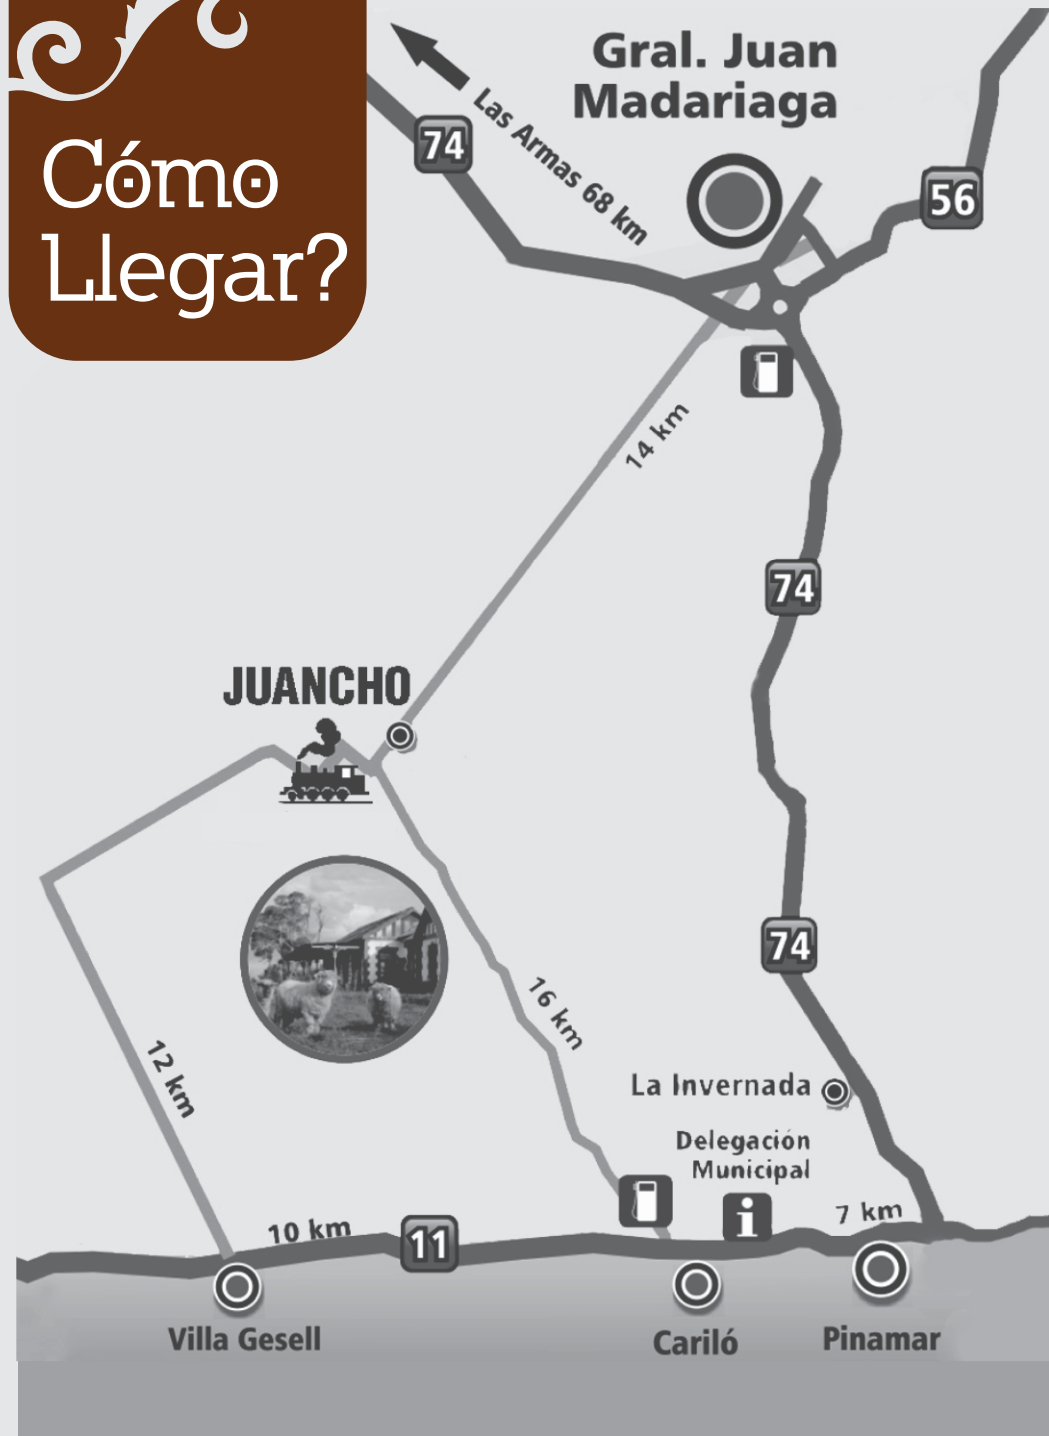 Cómo
Llegar?
Gral. Juan
Madariaga
Las Armas 68 km
74
56
14 km
74
JUANCHO
74
16 km
12 km
La Invernada
Delegación
Municipal
i
7 km
10 km
11
Villa Gesell
Cariló
Pinamar